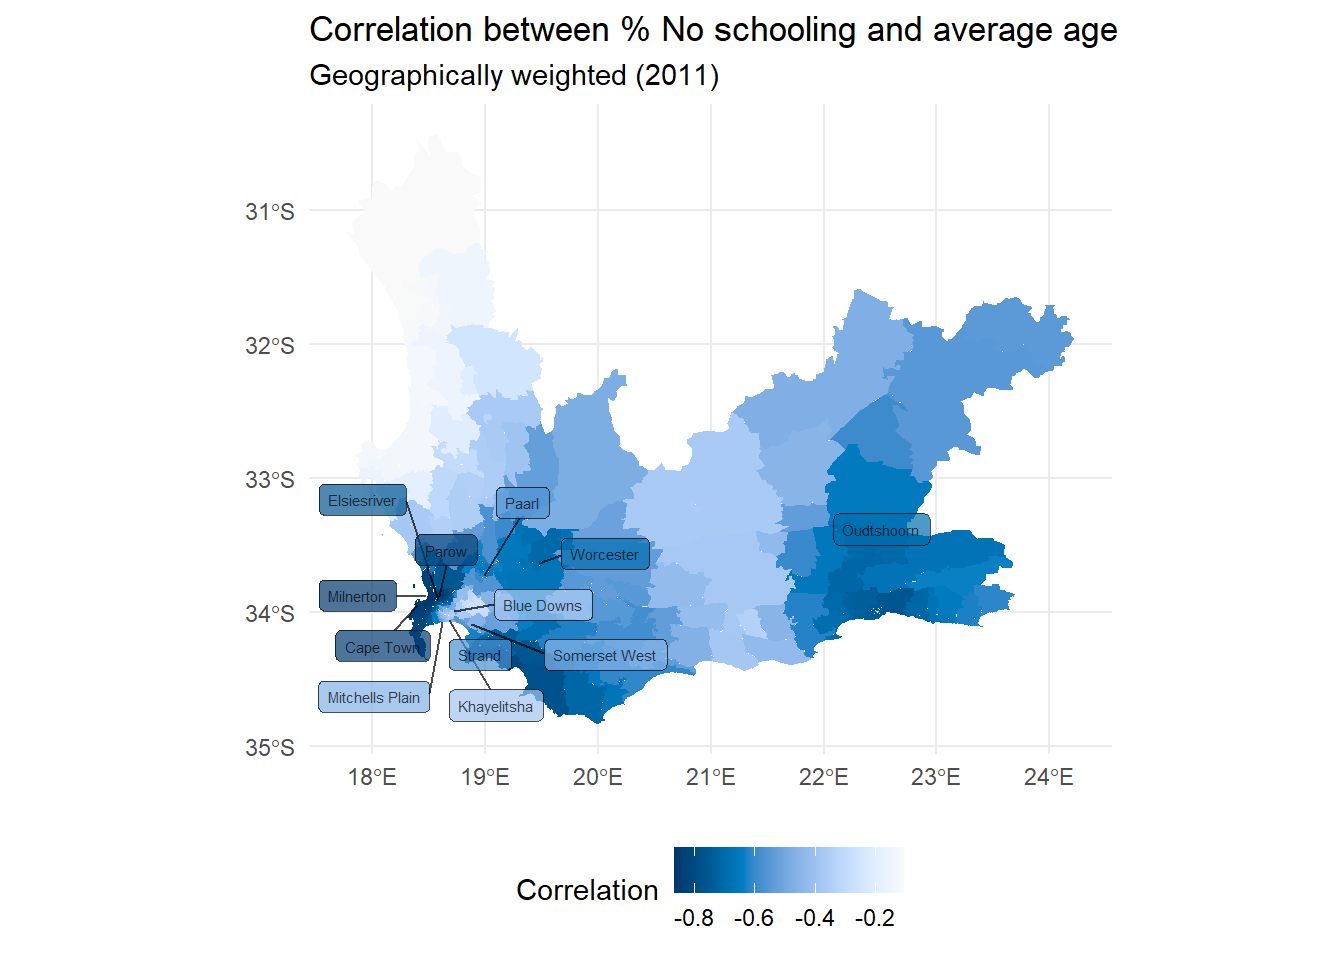 Correlation between % No schooling and average age
Geographically weighted (2011)
31°S
32°S
33°S
34°S
35°S
Elsiesriver
Paarl
Oudtshoorn
Parow
Worcester
Milnerton
Blue Downs
Cape Town
Strand
Somerset West
Mitchells Plain
Khayelitsha
18°E 19°E 20°E 21°E 22°E 23°E 24°E
Correlation
-0.8 -0.6 -0.4 -0.2